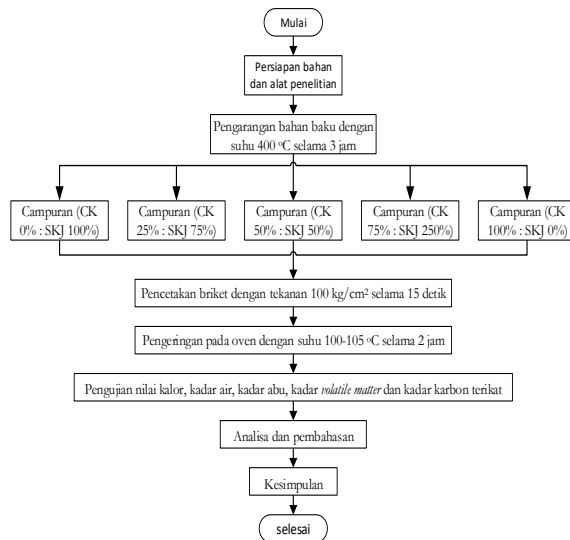 Mulai
Persiapan bahan
dan alat penelitian
Pengarangan bahan baku dengan
suhu 400 ᵒC selama 3 jam
Campuran (CK
0% : SKJ 100%)
Campuran (CK
25% : SKJ 75%)
Campuran (CK
50% : SKJ 50%)
Campuran (CK
75% : SKJ 250%)
Campuran (CK
100% : SKJ 0%)
Pencetakan briket dengan tekanan 100 kg/cm² selama 15 detik
Pengeringan pada oven dengan suhu 100-105 ᵒC selama 2 jam
Pengujian nilai kalor, kadar air, kadar abu, kadar volatile matter dan kadar karbon terikat
Analisa dan pembahasan
Kesimpulan
selesai